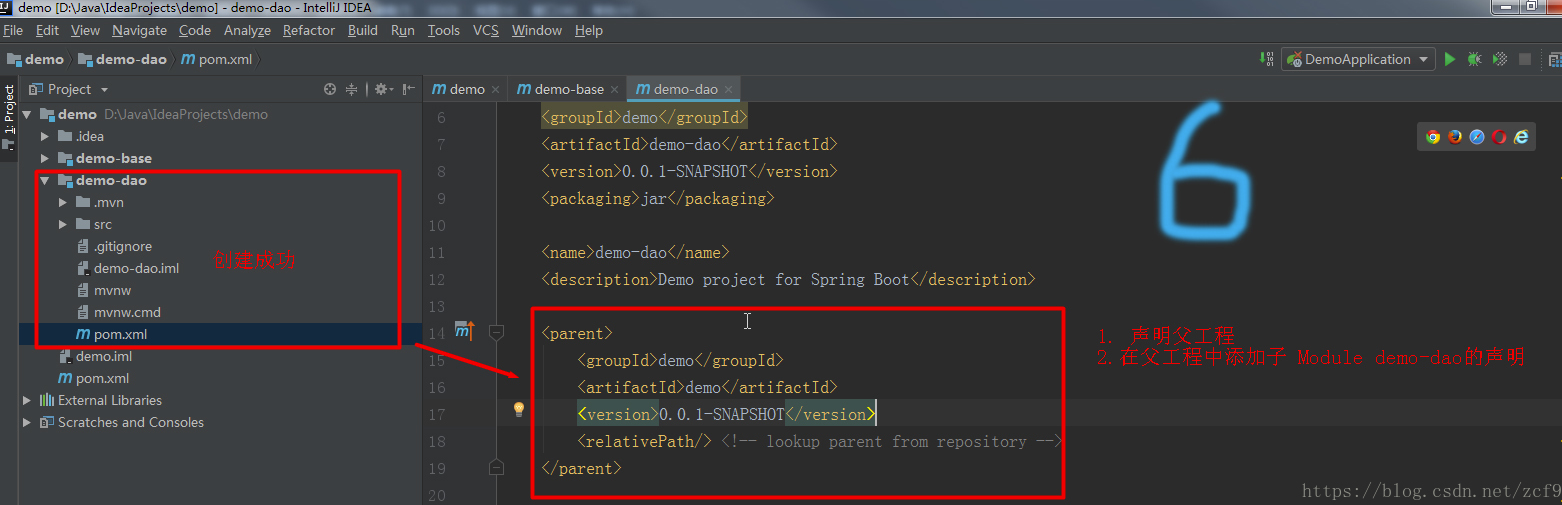 demo [D:\Java\IdeaProjects\demo] - demo-dao - IntelliJ IDEA
File Edit View Navigate Code Analyze Refactor Build Run Tools VCS Window Help
demo demo-dao pom.xml DemoApplication
1: Project
Project
demo demo-base demo-dao
demo D:\Java\IdeaProjects\demo
.idea
demo-base
demo-dao
.mvn
src
.gitignore
demo-dao.iml
mvnw
mvnw.cmd
pom.xml
demo.iml
pom.xml
External Libraries
Scratches and Consoles
创建成功
6 <groupId>demo</groupId>
7 <artifactId>demo-dao</artifactId>
8 <version>0.0.1-SNAPSHOT</version>
9 <packaging>jar</packaging>
10
11 <name>demo-dao</name>
12 <description>Demo project for Spring Boot</description>
13
14 <parent>
15 <groupId>demo</groupId>
16 <artifactId>demo</artifactId>
17 <version>0.0.1-SNAPSHOT</version>
18 <relativePath/> <!-- lookup parent from repository -->
19 </parent>
20
6
1. 声明父工程
2.在父工程中添加子 Module demo-dao的声明
https://blog.csdn.net/zcf9